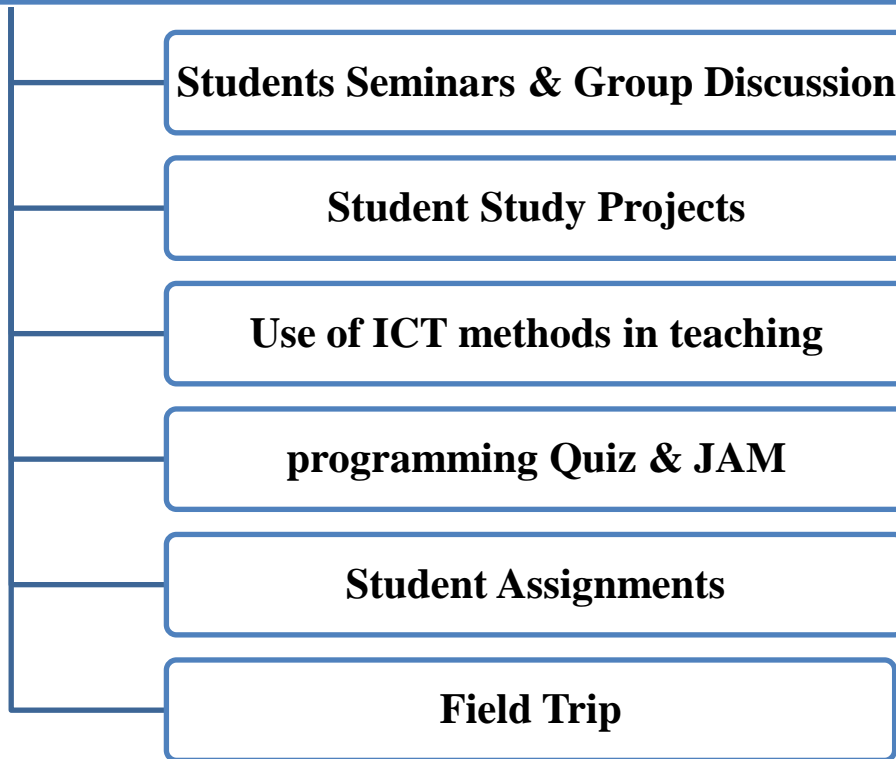 Students Seminars & Group Discussion
Student Study Projects
Use of ICT methods in teaching
programming Quiz & JAM
Student Assignments
Field Trip